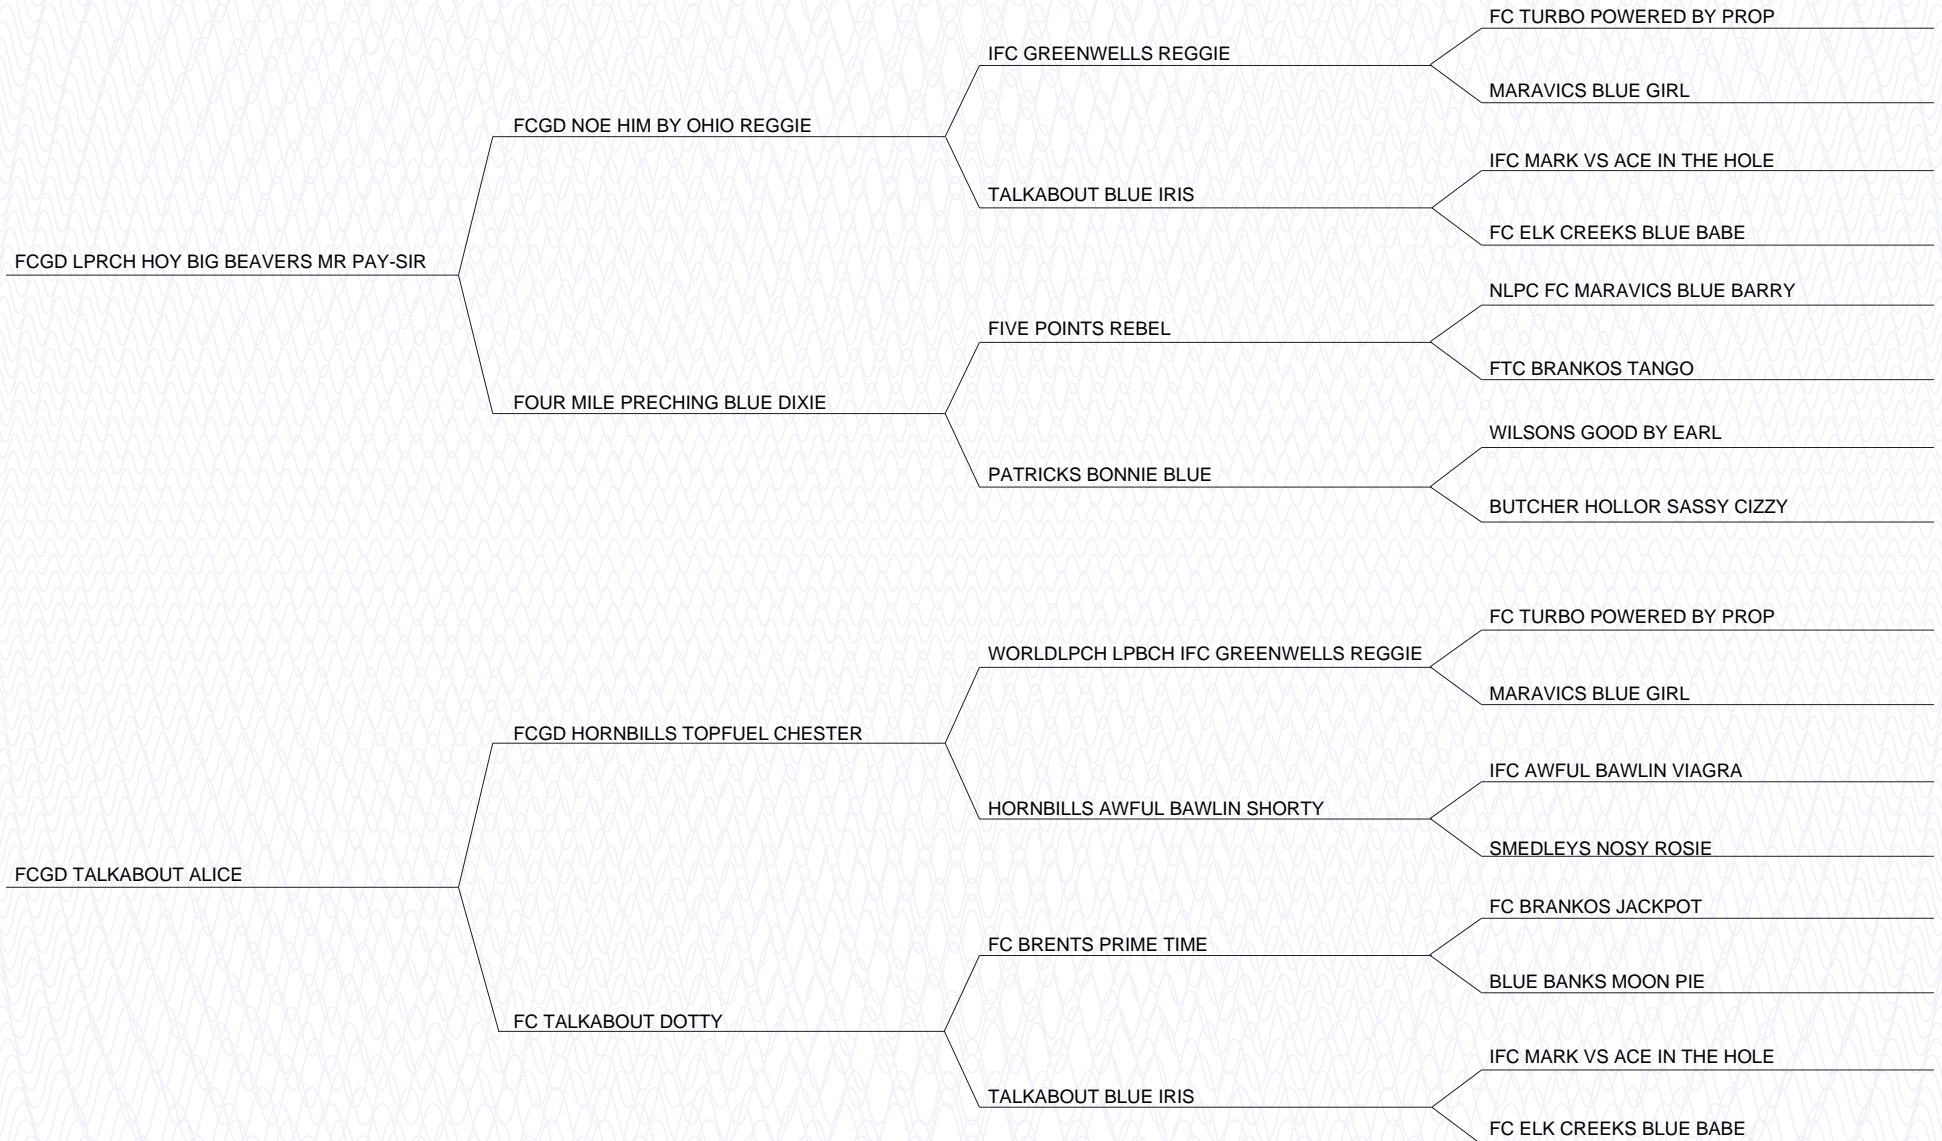 FC TURBO POWERED BY PROP
IFC GREENWELLS REGGIE
MARAVICS BLUE GIRL
FCGD NOE HIM BY OHIO REGGIE
IFC MARK VS ACE IN THE HOLE
TALKABOUT BLUE IRIS
FC ELK CREEKS BLUE BABE
FCGD LPRCH HOY BIG BEAVERS MR PAY-SIR
NLPC FC MARAVICS BLUE BARRY
FIVE POINTS REBEL
FTC BRANKOS TANGO
FOUR MILE PRECHING BLUE DIXIE
WILSONS GOOD BY EARL
PATRICKS BONNIE BLUE
BUTCHER HOLLOR SASSY CIZZY
FC TURBO POWERED BY PROP
WORLDLPCH LPBCH IFC GREENWELLS REGGIE
MARAVICS BLUE GIRL
FCGD HORNBILLS TOPFUEL CHESTER
IFC AWFUL BAWLIN VIAGRA
HORNBILLS AWFUL BAWLIN SHORTY
SMEDLEYS NOSY ROSIE
FCGD TALKABOUT ALICE
FC BRANKOS JACKPOT
FC BRENTS PRIME TIME
BLUE BANKS MOON PIE
FC TALKABOUT DOTTY
IFC MARK VS ACE IN THE HOLE
TALKABOUT BLUE IRIS
FC ELK CREEKS BLUE BABE